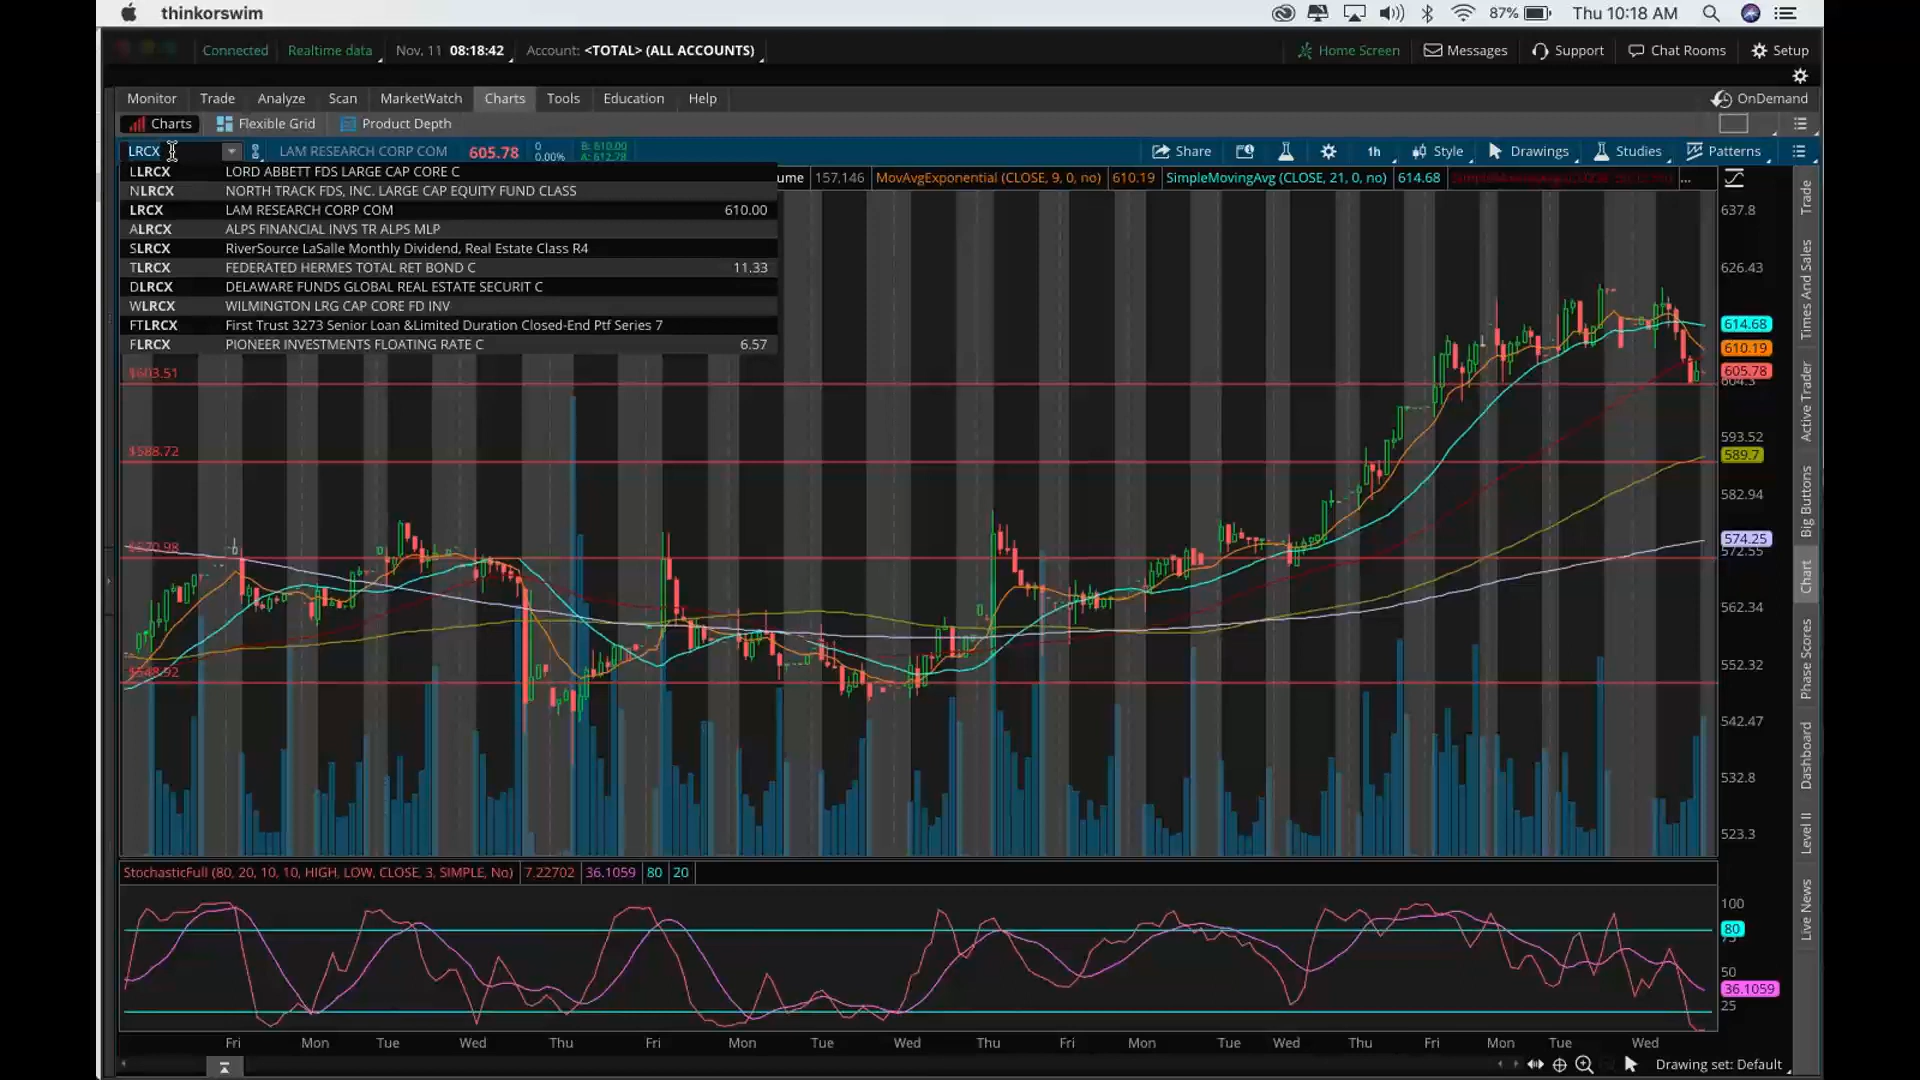 thinkorswim 87% Thu 10:18 AM
Connected Realtime data Nov, 11 08:18:42 Account: <TOTAL> (ALL ACCOUNTS) Home Screen Messages Support Chat Rooms Setup
Monitor Trade Analyze Scan MarketWatch Charts Tools Education Help OnDemand
Charts Flexible Grid Product Depth
LRCX LAM RESEARCH CORP COM 605.78 0 0.00% B: 610.00 A: 612.78 Share 1h Style Drawings Studies Patterns
LLRCX LORD ABBETT FDS LARGE CAP CORE C
ume 157,146 MovAvgExponential (CLOSE, 9, 0, no) 610.19 SimpleMovingAvg (CLOSE, 21, 0, no) 614.68 ...
NLRCX NORTH TRACK FDS, INC. LARGE CAP EQUITY FUND CLASS
LRCX LAM RESEARCH CORP COM 610.00
ALRCX ALPS FINANCIAL INVS TR ALPS MLP
SLRCX RiverSource LaSalle Monthly Dividend, Real Estate Class R4
TLRCX FEDERATED HERMES TOTAL RET BOND C 11.33
DLRCX DELAWARE FUNDS GLOBAL REAL ESTATE SECURIT C
WLRCX WILMINGTON LRG CAP CORE FD INV
FTLRCX First Trust 3273 Senior Loan &Limited Duration Closed-End Ptf Series 7
FLRCX PIONEER INVESTMENTS FLOATING RATE C 6.57
$603.51
$588.72
$570.98
$548.92
637.8
626.43
614.68
610.19
605.78
604.3
593.52
589.7
582.94
574.25
572.55
562.34
552.32
542.47
532.8
523.3
Trade
Times And Sales
Active Trader
Big Buttons
Chart
Phase Scores
Dashboard
Level II
Live News
StochasticFull (80, 20, 10, 10, HIGH, LOW, CLOSE, 3, SIMPLE, No) 7.22702 36.1059 80 20
100
80
50
36.1059
25
Fri Mon Tue Wed Thu Fri Mon Tue Wed Thu Fri Mon Tue Wed Thu Fri Mon Tue Wed
Drawing set: Default